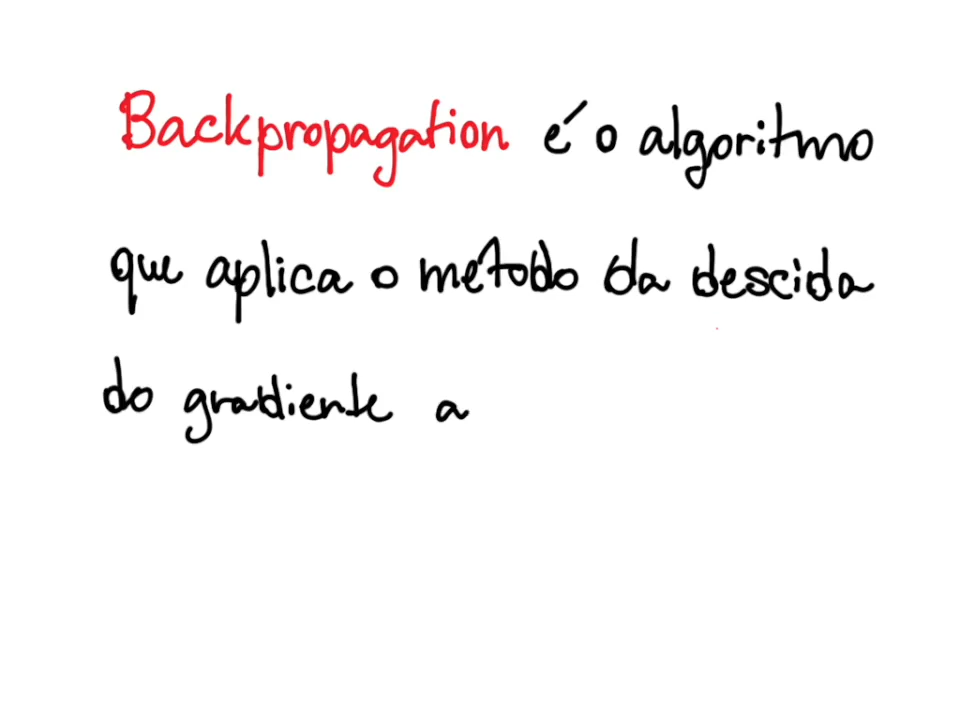 Backpropagation é o algoritmo
que aplica o método da descida
do gradiente a